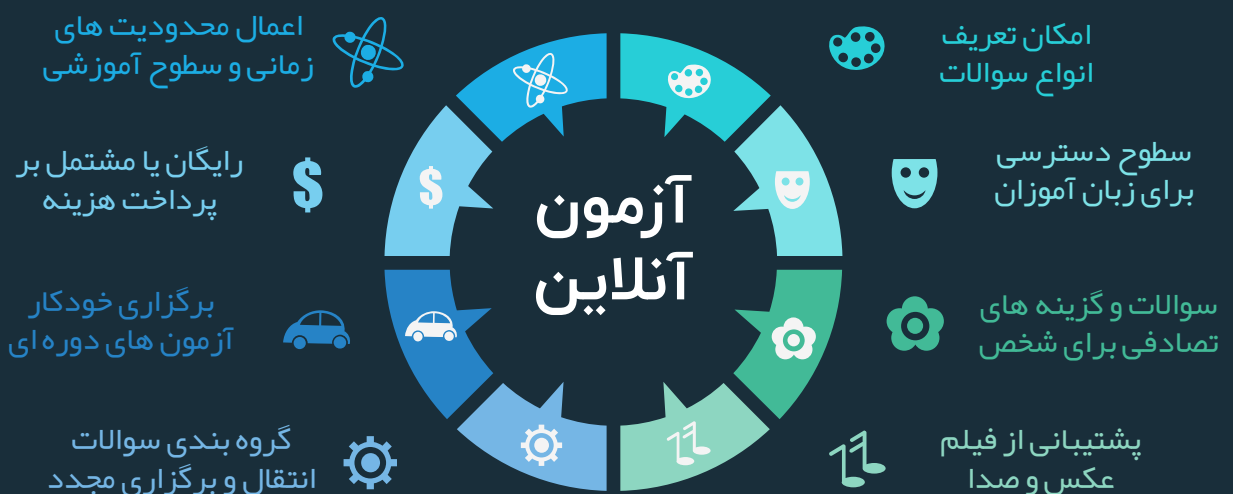 امکان تعریف
انواع سوالات
سطوح دسترسی
برای زبان آموزان
سوالات و گزینه های
تصادفی برای شخص
پشتیبانی از فیلم
عکس و صدا
آزمون
آنلاین
اعمال محدودیت های
زمانی و سطوح آموزشی
رایگان یا مشتمل بر
پرداخت هزینه
برگزاری خودکار
آزمون های دوره ای
گروه بندی سوالات
انتقال و برگزاری مجدد